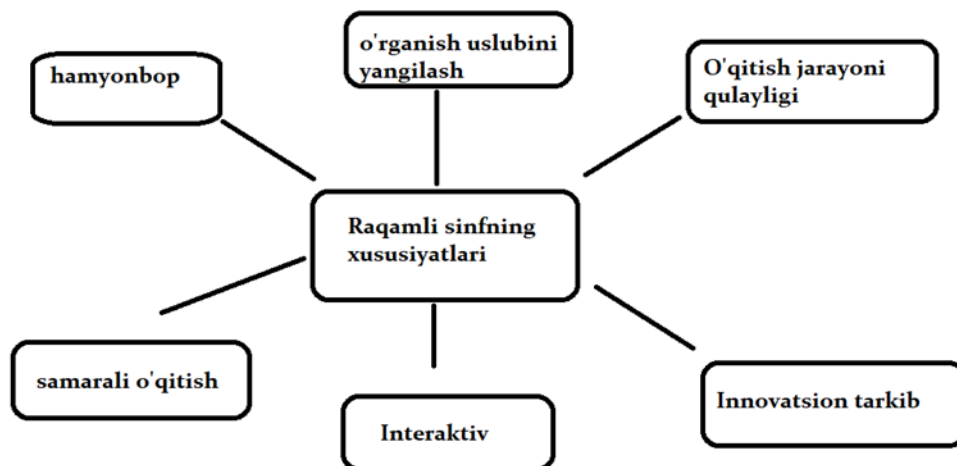 hamyonbop
o'rganish uslubini
yangilash
O'qitish jarayoni
qulayligi
Raqamli sinfning
xususiyatlari
samarali o'qitish
Interaktiv
Innovatsion tarkib